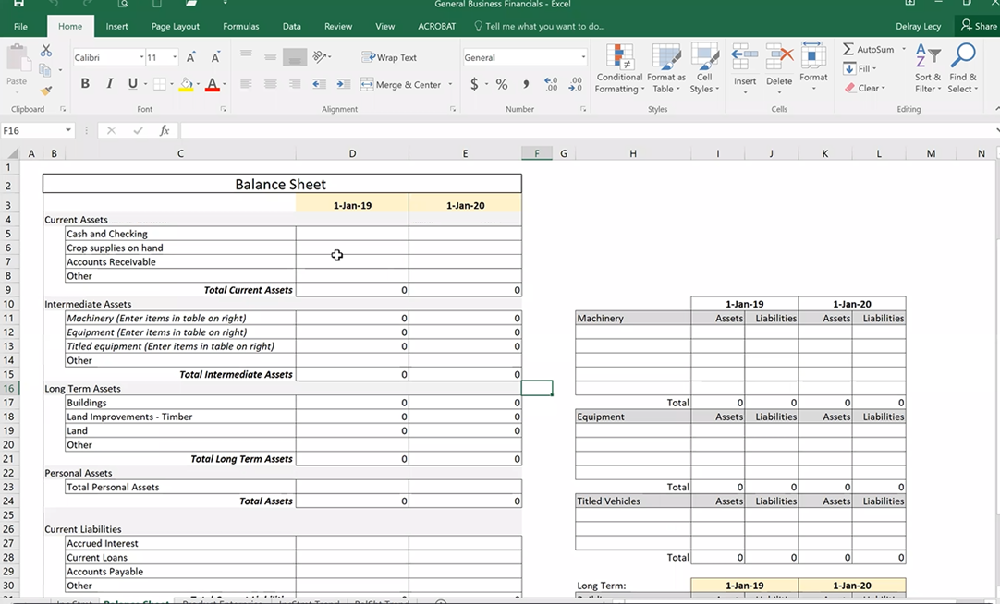 General Business Financials - Excel
File Home Insert Page Layout Formulas Data Review View ACROBAT Tell me what you want to do... Delray Lecy Share
Calibri 11 A A Wrap Text General AutoSum
Paste B I U A Merge & Center $ % , Conditional Formatting Format as Table Cell Styles Insert Delete Format Fill Clear Sort & Filter Find & Select
Clipboard Font Alignment Number Styles Cells Editing
F16 fx
A B C D E F G H I J K L M N
1
2 Balance Sheet
3 1-Jan-19 1-Jan-20
4 Current Assets
5 Cash and Checking
6 Crop supplies on hand
7 Accounts Receivable
8 Other
9 Total Current Assets 0 0
10 Intermediate Assets 1-Jan-19 1-Jan-20
11 Machinery (Enter items in table on right) 0 0 Machinery Assets Liabilities Assets Liabilities
12 Equipment (Enter items in table on right) 0 0
13 Titled equipment (Enter items in table on right) 0 0
14 Other
15 Total Intermediate Assets 0 0
16 Long Term Assets
17 Buildings 0 0 Total 0 0 0 0
18 Land Improvements - Timber 0 0 Equipment Assets Liabilities Assets Liabilities
19 Land 0 0
20 Other
21 Total Long Term Assets 0 0
22 Personal Assets
23 Total Personal Assets Total 0 0 0 0
24 Total Assets 0 0 Titled Vehicles Assets Liabilities Assets Liabilities
25
26 Current Liabilities
27 Accrued Interest
28 Current Loans Total 0 0 0 0
29 Accounts Payable
30 Other Long Term: 1-Jan-19 1-Jan-20